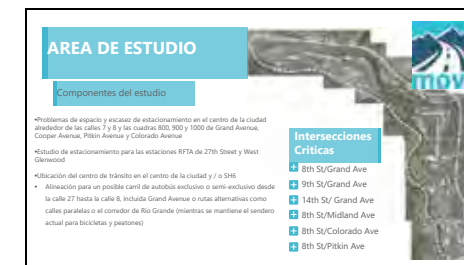 AREA DE ESTUDIO
Componentes del estudio
•Problemas de espacio y escasez de estacionamiento en el centro de la ciudad
alrededor de las calles 7 y 8 y las cuadras 800, 900 y 1000 de Grand Avenue,
Cooper Avenue, Pitkin Avenue y Colorado Avenue
•Estudio de estacionamiento para las estaciones RFTA de 27th Street y West
Glenwood
•Ubicación del centro de tránsito en el centro de la ciudad y / o SH6
• Alineación para un posible carril de autobús exclusivo o semi-exclusivo desde
la calle 27 hasta la calle 8, incluida Grand Avenue o rutas alternativas como
calles paralelas o el corredor de Rio Grande (mientras se mantiene el sendero
actual para bicicletas y peatones)
Intersecciones
Criticas
8th St/Grand Ave
9th St/Grand Ave
14th St/ Grand Ave
8th St/Midland Ave
8th St/Colorado Ave
8th St/Pitkin Ave
mov